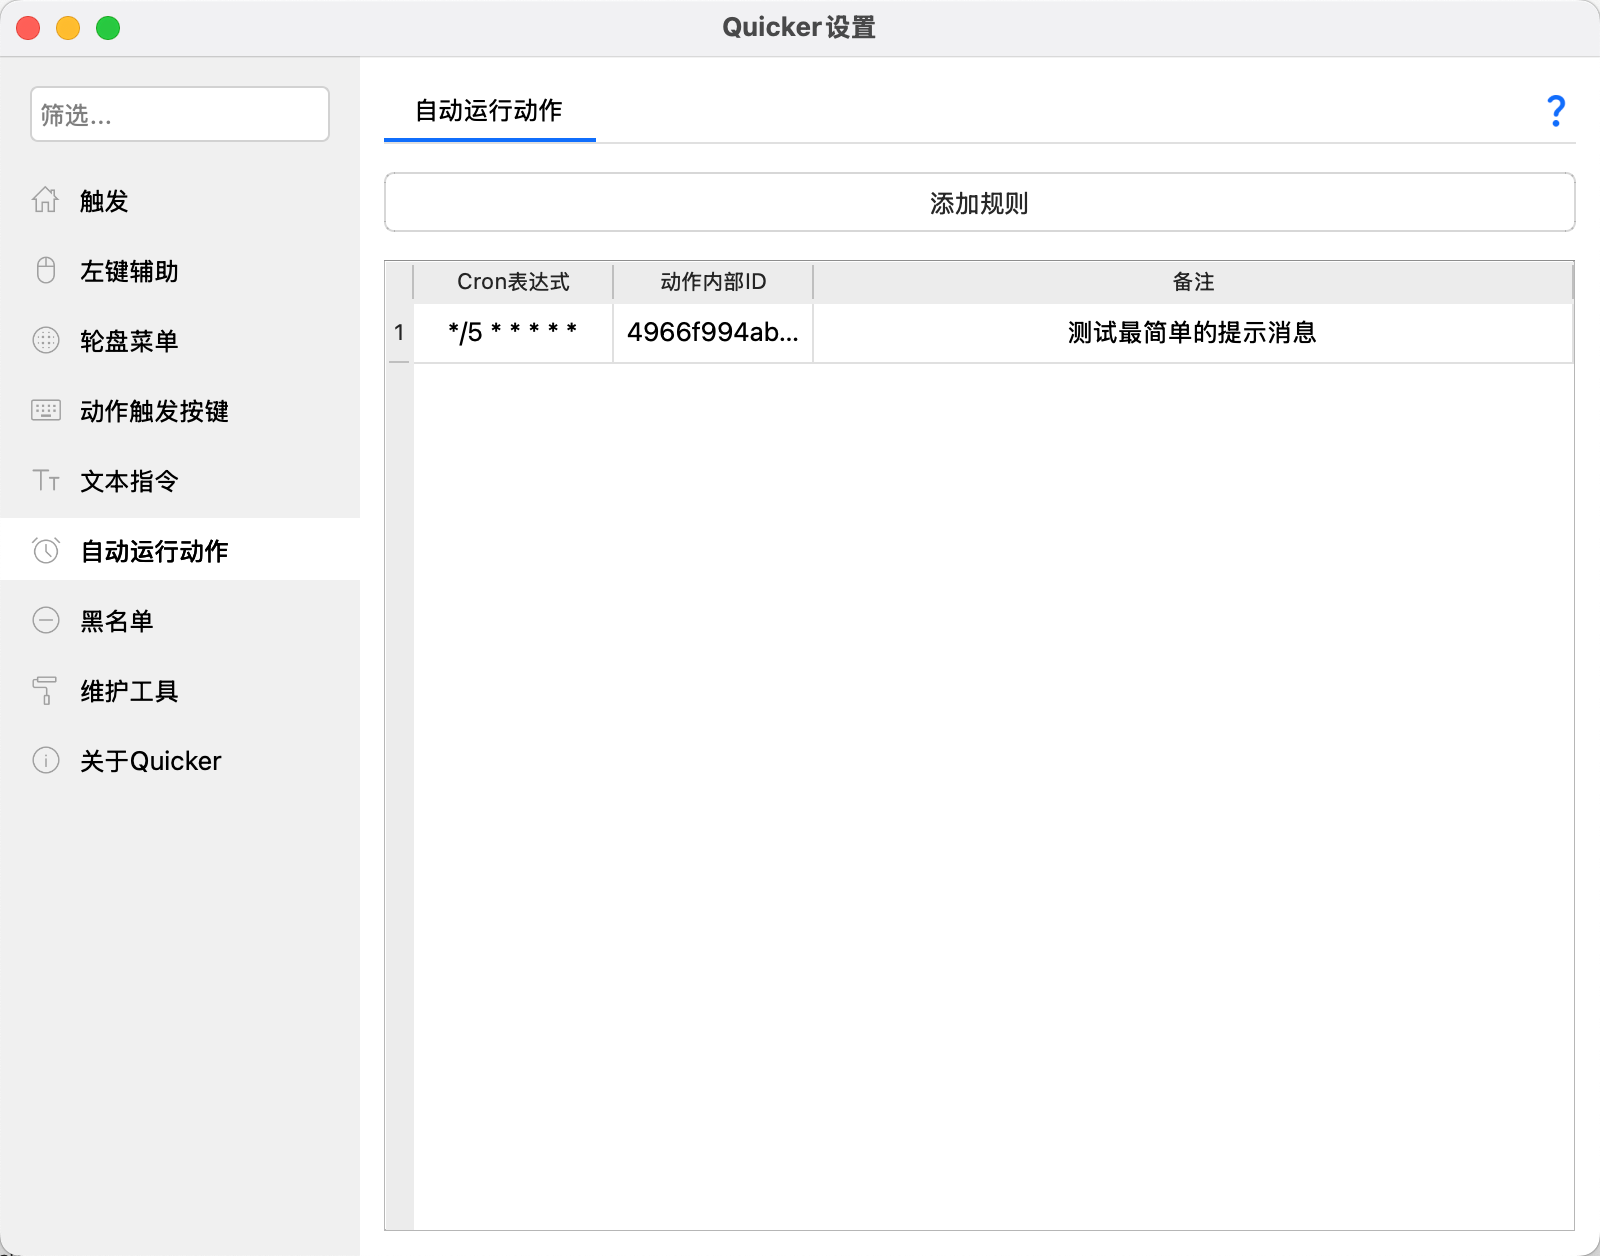 Quicker设置
筛选...
触发
左键辅助
轮盘菜单
动作触发按键
文本指令
自动运行动作
黑名单
维护工具
关于Quicker
自动运行动作
?
添加规则
Cron表达式 动作内部ID 备注
1 */5 * * * * * 4966f994ab... 测试最简单的提示消息